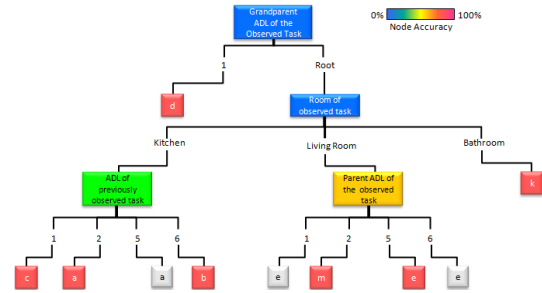 Grandparent
ADL of the
Observed Task
0% 100%
Node Accuracy
1 Root
d
Room of
observed task
Kitchen Living Room Bathroom
ADL of
previously
observed task
Parent ADL of
the observed
task
k
1 2 5 6 1 2 5 6
c a a b e m e e